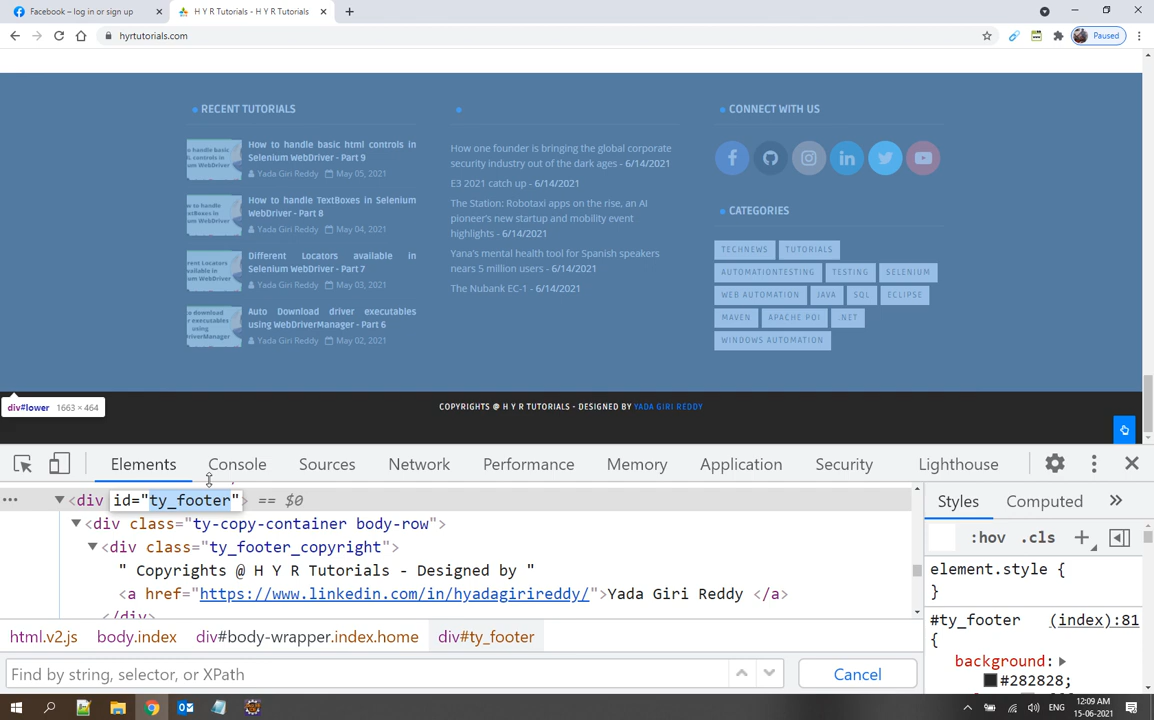 Facebook – log in or sign up
H Y R Tutorials - H Y R Tutorials
hyrtutorials.com
Paused
RECENT TUTORIALS
How to handle basic html controls in
Selenium WebDriver - Part 9
Yada Giri Reddy May 05, 2021
How to handle TextBoxes in Selenium
WebDriver - Part 8
Yada Giri Reddy May 04, 2021
Different Locators available in
Selenium WebDriver - Part 7
Yada Giri Reddy May 03, 2021
Auto Download driver executables
using WebDriverManager - Part 6
Yada Giri Reddy May 02, 2021
How one founder is bringing the global corporate
security industry out of the dark ages - 6/14/2021
E3 2021 catch up - 6/14/2021
The Station: Robotaxi apps on the rise, an AI
pioneer's new startup and mobility event
highlights - 6/14/2021
Yana's mental health tool for Spanish speakers
nears 5 million users - 6/14/2021
The Nubank EC-1 - 6/14/2021
CONNECT WITH US
CATEGORIES
TECHNEWS TUTORIALS
AUTOMATIONTESTING TESTING SELENIUM
WEB AUTOMATION JAVA SQL ECLIPSE
MAVEN APACHE POI .NET
WINDOWS AUTOMATION
div#lower 1663 × 464
COPYRIGHTS @ H Y R TUTORIALS - DESIGNED BY YADA GIRI REDDY
Elements Console Sources Network Performance Memory Application Security Lighthouse
<div id="ty_footer"> == $0
<div class="ty-copy-container body-row">
<div class="ty_footer_copyright">
" Copyrights @ H Y R Tutorials - Designed by "
<a href="https://www.linkedin.com/in/hyadagirireddy/">Yada Giri Reddy </a>
</div>
html.v2.js body.index div#body-wrapper.index.home div#ty_footer
Find by string, selector, or XPath
Cancel
Styles Computed »
:hov .cls +
element.style {
}
#ty_footer (index):81
{
background:
#282828;
ENG
12:09 AM
15-06-2021